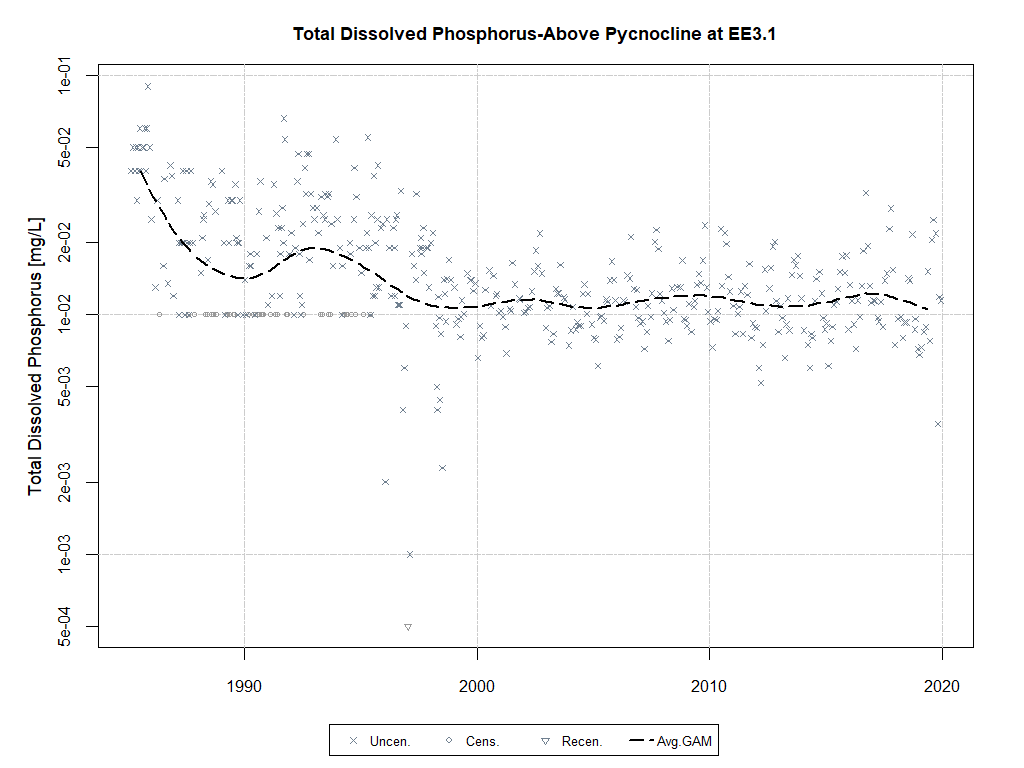 Total Dissolved Phosphorus-Above Pycnocline at EE3.1
Total Dissolved Phosphorus [mg/L]
1e-01
5e-02
2e-02
1e-02
5e-03
2e-03
1e-03
5e-04
1990 2000 2010 2020
Uncen. Cens. Recen. Avg.GAM